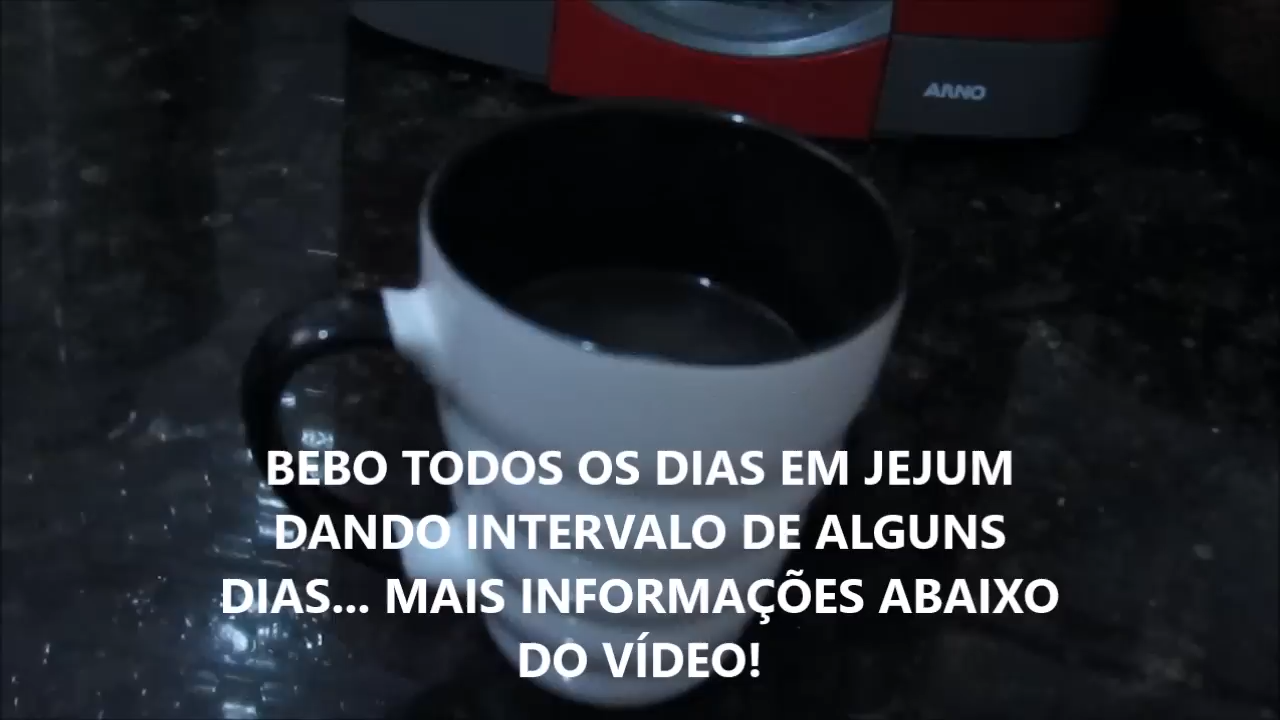 ARNO
BEBO TODOS OS DIAS EM JEJUM
DANDO INTERVALO DE ALGUNS
DIAS... MAIS INFORMAÇÕES ABAIXO
DO VÍDEO!